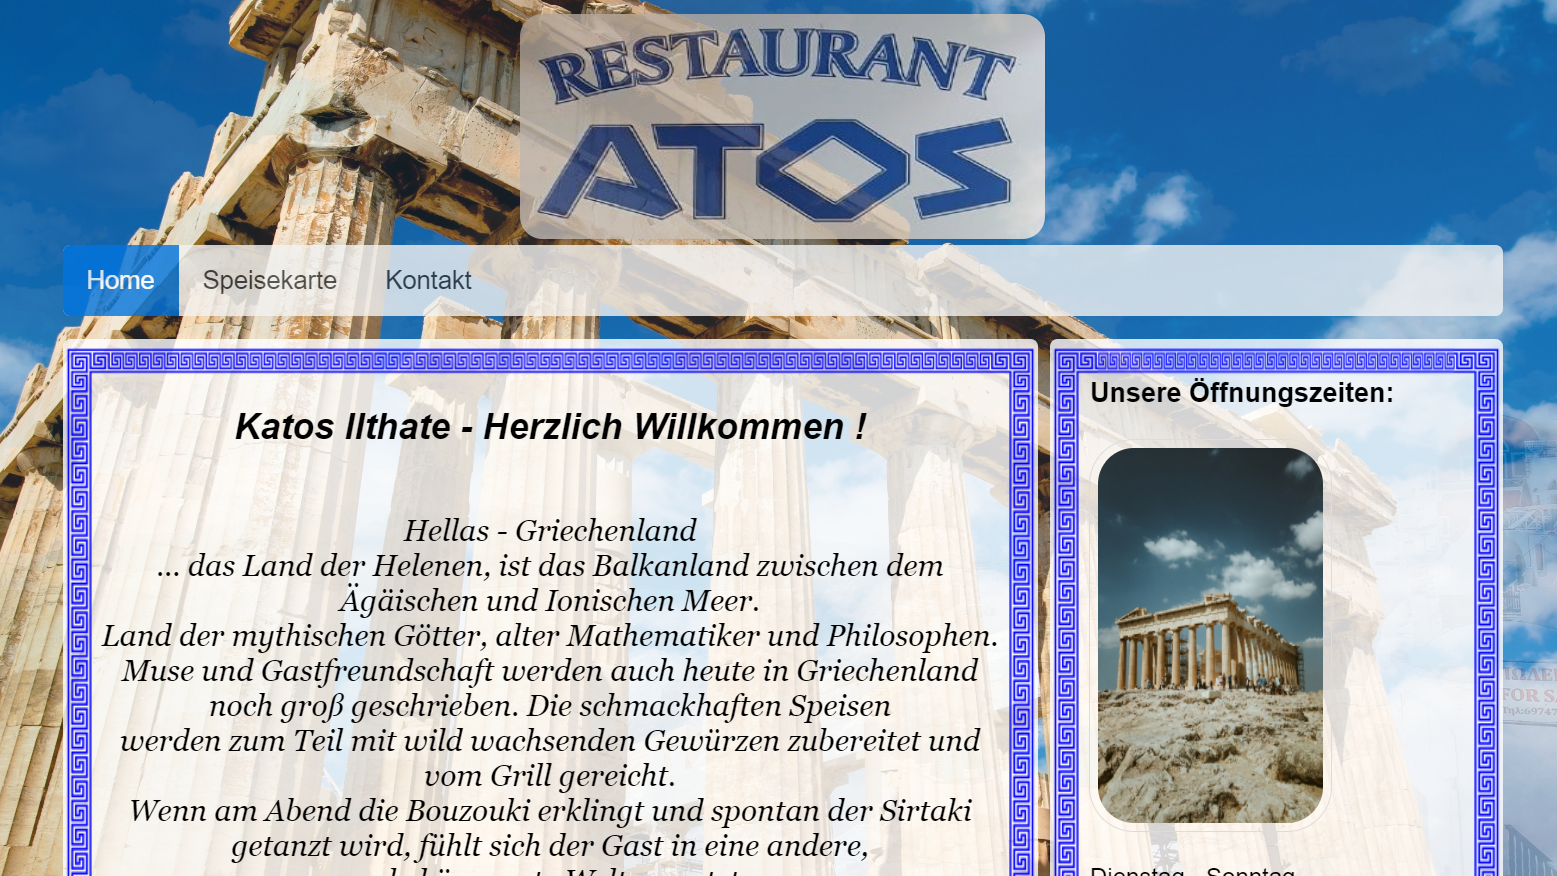 RESTAURANT
ATOS
Home Speisekarte Kontakt
Katos Ilthate - Herzlich Willkommen !
Hellas - Griechenland
... das Land der Helenen, ist das Balkanland zwischen dem
Ägäischen und Ionischen Meer.
Land der mythischen Götter, alter Mathematiker und Philosophen.
Muse und Gastfreundschaft werden auch heute in Griechenland
noch groß geschrieben. Die schmackhaften Speisen
werden zum Teil mit wild wachsenden Gewürzen zubereitet und
vom Grill gereicht.
Wenn am Abend die Bouzouki erklingt und spontan der Sirtaki
getanzt wird, fühlt sich der Gast in eine andere,
Unsere Öffnungszeiten:
Dienstag - Sonntag
FOR